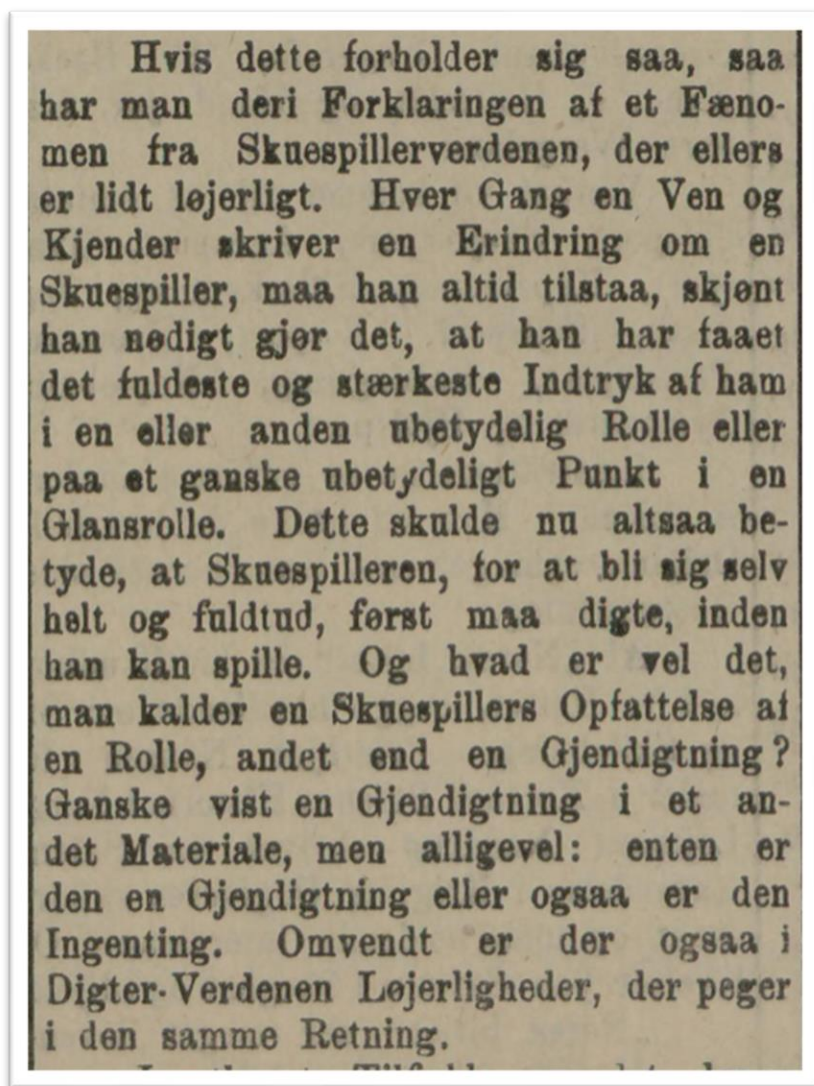 Hvis dette forholder sig saa, saa
har man deri Forklaringen af et Fæno-
men fra Skuespillerverdenen, der ellers
er lidt løjerligt. Hver Gang en Ven og
Kjender skriver en Erindring om en
Skuespiller, maa han altid tilstaa, skjønt
han nødigt gjør det, at han har faaet
det fuldeste og stærkeste Indtryk af ham
i en eller anden ubetydelig Rolle eller
paa et ganske ubetydeligt Punkt i en
Glansrolle. Dette skulde nu altsaa be-
tyde, at Skuespilleren, for at bli sig selv
helt og fuldtud, først maa digte, inden
han kan spille. Og hvad er vel det,
man kalder en Skuespillers Opfattelse af
en Rolle, andet end en Gjendigtning?
Ganske vist en Gjendigtning i et an-
det Materiale, men alligevel: enten er
den en Gjendigtning eller ogsaa er den
Ingenting. Omvendt er der ogsaa i
Digter-Verdenen Løjerligheder, der peger
i den samme Retning.